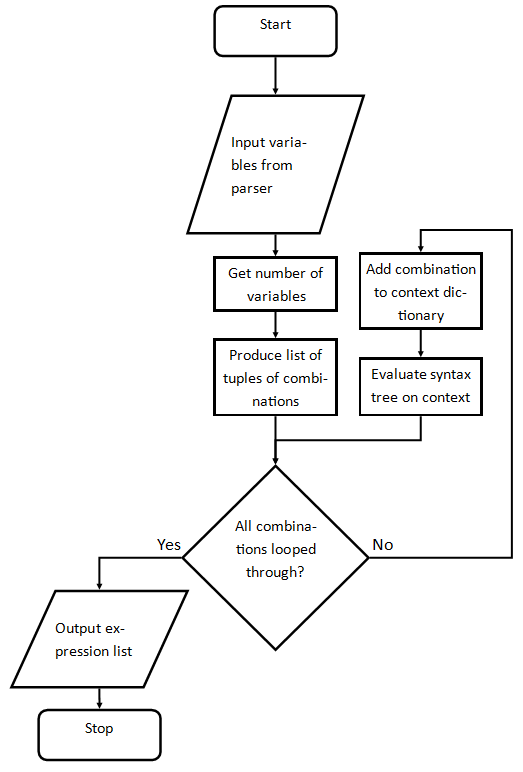 Start
Input varia-
bles from
parser
Get number of
variables
Produce list of
tuples of combi-
nations
Add combination
to context dic-
tionary
Evaluate syntax
tree on context
All combina-
tions looped
through?
Yes
No
Output ex-
pression list
Stop